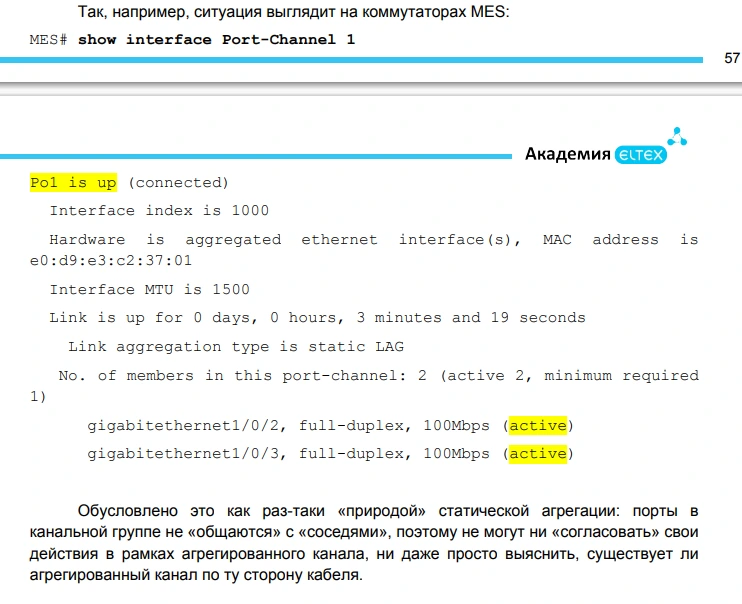 Так, например, ситуация выглядит на коммутаторах MES:
MES# show interface Port-Channel 1
57
Академия ELTEX
Po1 is up (connected)
Interface index is 1000
Hardware is aggregated ethernet interface(s), MAC address is
e0:d9:e3:c2:37:01
Interface MTU is 1500
Link is up for 0 days, 0 hours, 3 minutes and 19 seconds
Link aggregation type is static LAG
No. of members in this port-channel: 2 (active 2, minimum required
1)
gigabitethernet1/0/2, full-duplex, 100Mbps (active)
gigabitethernet1/0/3, full-duplex, 100Mbps (active)
Обусловлено это как раз-таки «природой» статической агрегации: порты в
канальной группе не «общаются» с «соседями», поэтому не могут ни «согласовать» свои
действия в рамках агрегированного канала, ни даже просто выяснить, существует ли
агрегированный канал по ту сторону кабеля.